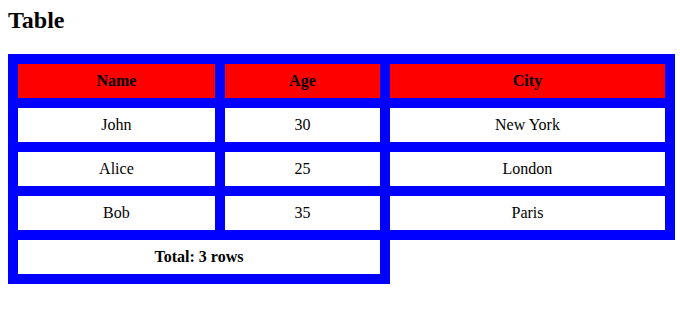 Table
Name Age City
John 30 New York
Alice 25 London
Bob 35 Paris
Total: 3 rows